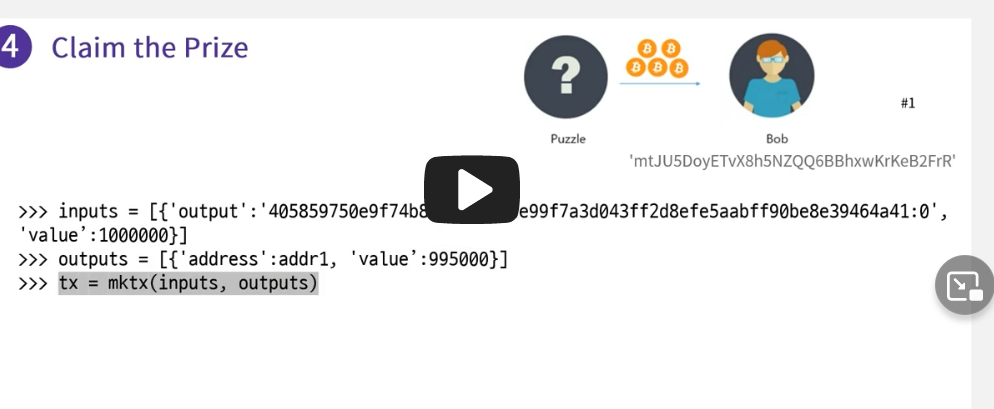 4 Claim the Prize
?
Puzzle
Bob
#1
'mtJU5DoyETvX8h5NZQQ6BBhxwKrKeB2FrR'
>>> inputs = [{'output':'405859750e9f74b8 e99f7a3d043ff2d8efe5aabff90be8e39464a41:0',
'value’:1000000}]
>>> outputs = [{'address':addr1, 'value’:995000}]
>>> tx = mktx(inputs, outputs)